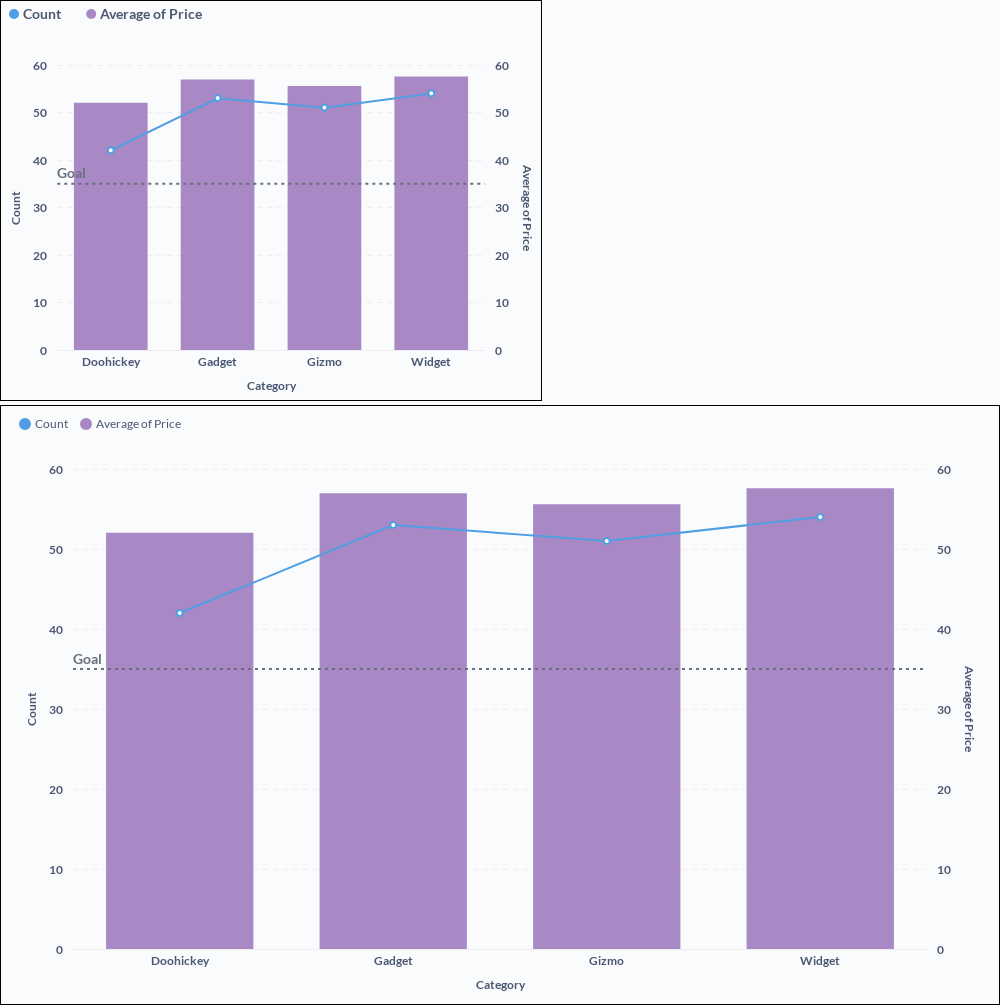 Count Average of Price
60 60
50 50
40 40
Goal
30 30
20 20
10 10
0 0
Count
Average of Price
Doohickey Gadget Gizmo Widget
Category
Count Average of Price
60 60
50 50
40 40
Goal
30 30
20 20
10 10
0 0
Count
Average of Price
Doohickey Gadget Gizmo Widget
Category